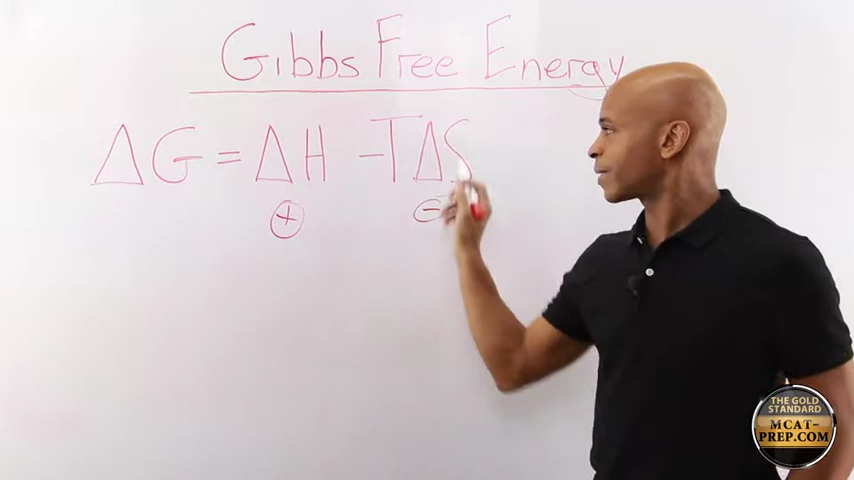 Gibbs Free Energy
ΔG = ΔH - TΔS
+ -
THE GOLD
STANDARD
MCAT-
PREP.COM